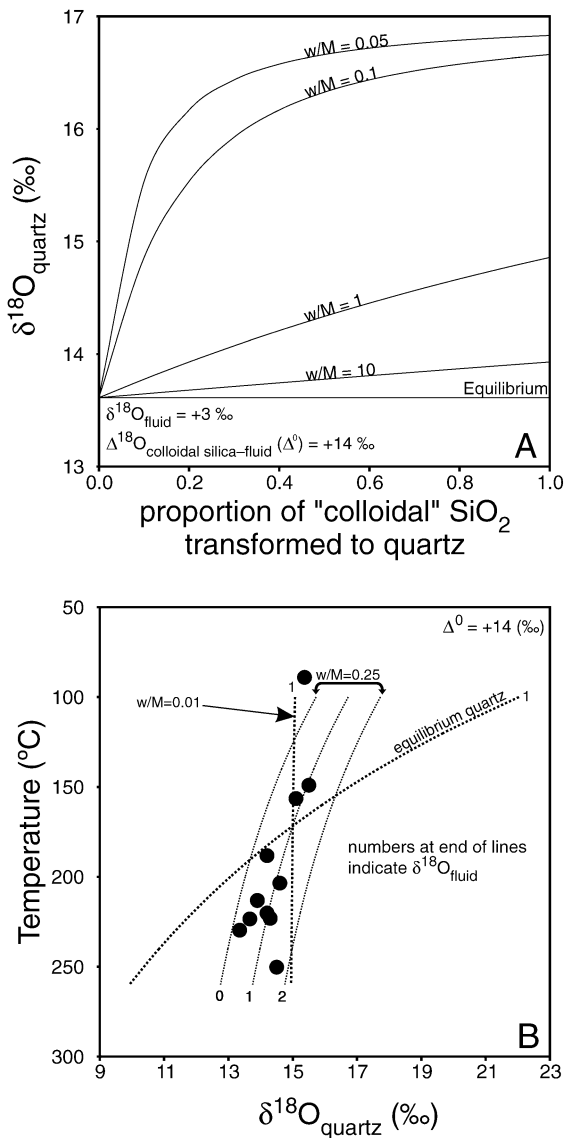 17
w/M = 0.05
w/M = 0.1
16
δ18Oquartz (‰)
15
w/M = 1
14
w/M = 10
Equilibrium
δ18Ofluid = +3 ‰
Δ18Ocolloidal silica–fluid (Δ0) = +14 ‰
A
13
0.0 0.2 0.4 0.6 0.8 1.0
proportion of "colloidal" SiO2
transformed to quartz
50
Δ0 = +14 (‰)
w/M=0.25
1
100
w/M=0.01
equilibrium quartz
1
150
Temperature (ºC)
numbers at end of lines
indicate δ18Ofluid
200
250
0 1 2
B
300
9 11 13 15 17 19 21 23
δ18Oquartz (‰)